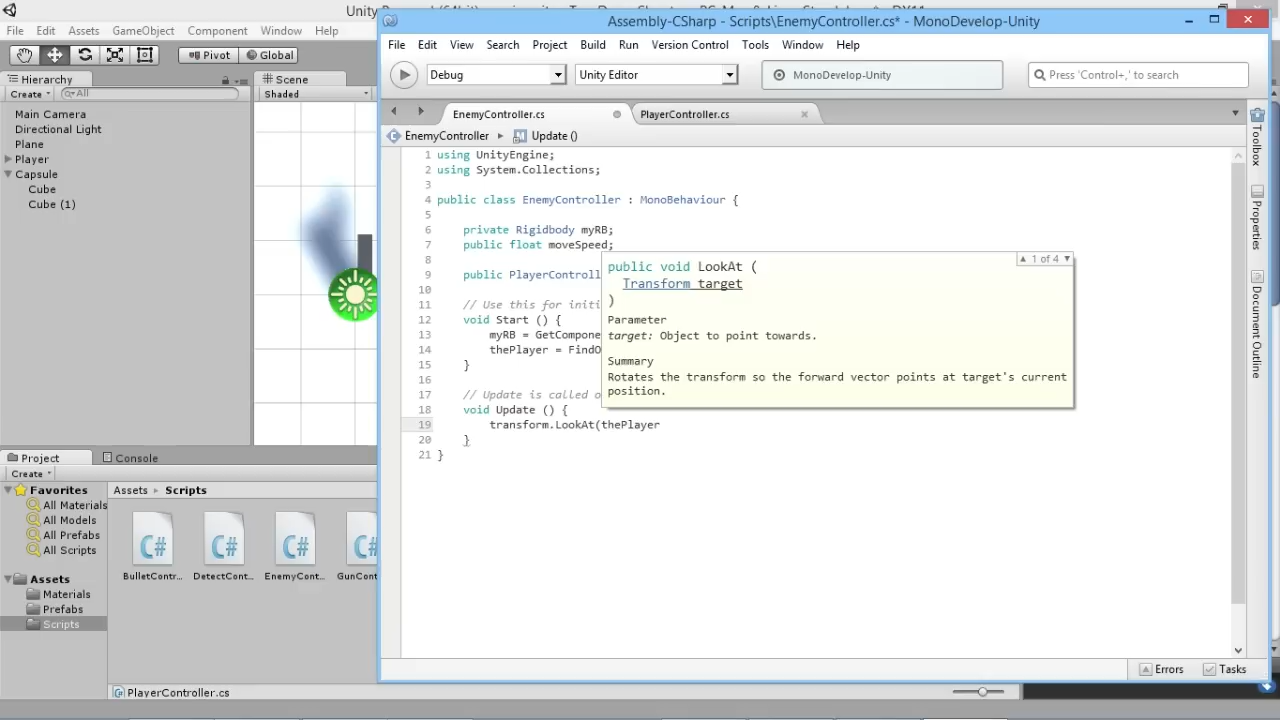 Assembly-CSharp - Scripts\EnemyController.cs* - MonoDevelop-Unity
File Edit Assets GameObject Component Window Help
File Edit View Search Project Build Run Version Control Tools Window Help
Pivot Global
Debug Unity Editor MonoDevelop-Unity Press 'Control+,' to search
Hierarchy
Create All
Main Camera
Directional Light
Plane
Player
Capsule
Cube
Cube (1)
Scene
Shaded
EnemyController.cs PlayerController.cs
EnemyController Update ()
1 using UnityEngine;
2 using System.Collections;
3
4 public class EnemyController : MonoBehaviour {
5
6 private Rigidbody myRB;
7 public float moveSpeed;
8
9 public PlayerControll
10
11 // Use this for initi
12 void Start () {
13 myRB = GetCompone
14 thePlayer = FindO
15 }
16
17 // Update is called o
18 void Update () {
19 transform.LookAt(thePlayer
20 }
21 }
1 of 4
public void LookAt (
Transform target
)
Parameter
target: Object to point towards.
Summary
Rotates the transform so the forward vector points at target's current
position.
Toolbox
Properties
Document Outline
Project Console
Create
Favorites
All Materials
All Models
All Prefabs
All Scripts
Assets
Materials
Prefabs
Scripts
Assets Scripts
C# C# C# C#
BulletContr... DetectCont... EnemyCont... GunCont
PlayerController.cs
Errors Tasks